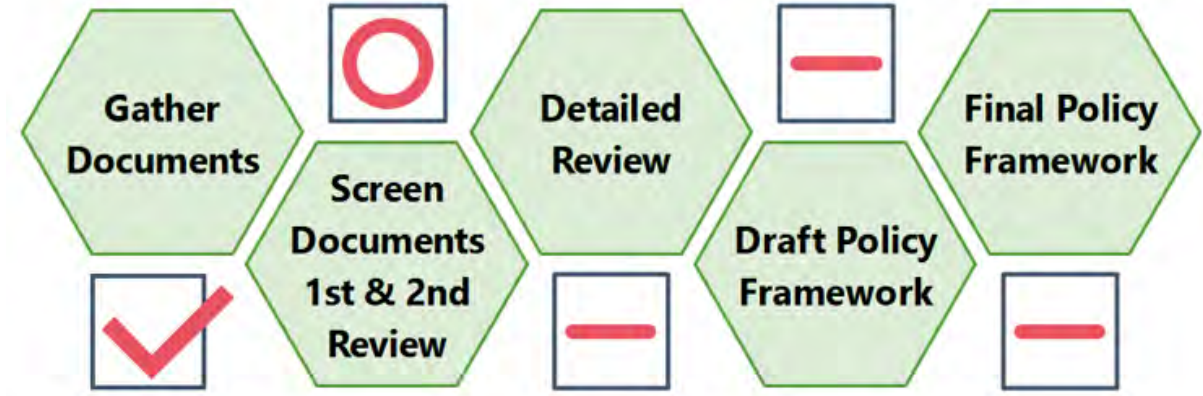 Gather
Documents
Screen
Documents
1st & 2nd
Review
Detailed
Review
Draft Policy
Framework
Final Policy
Framework